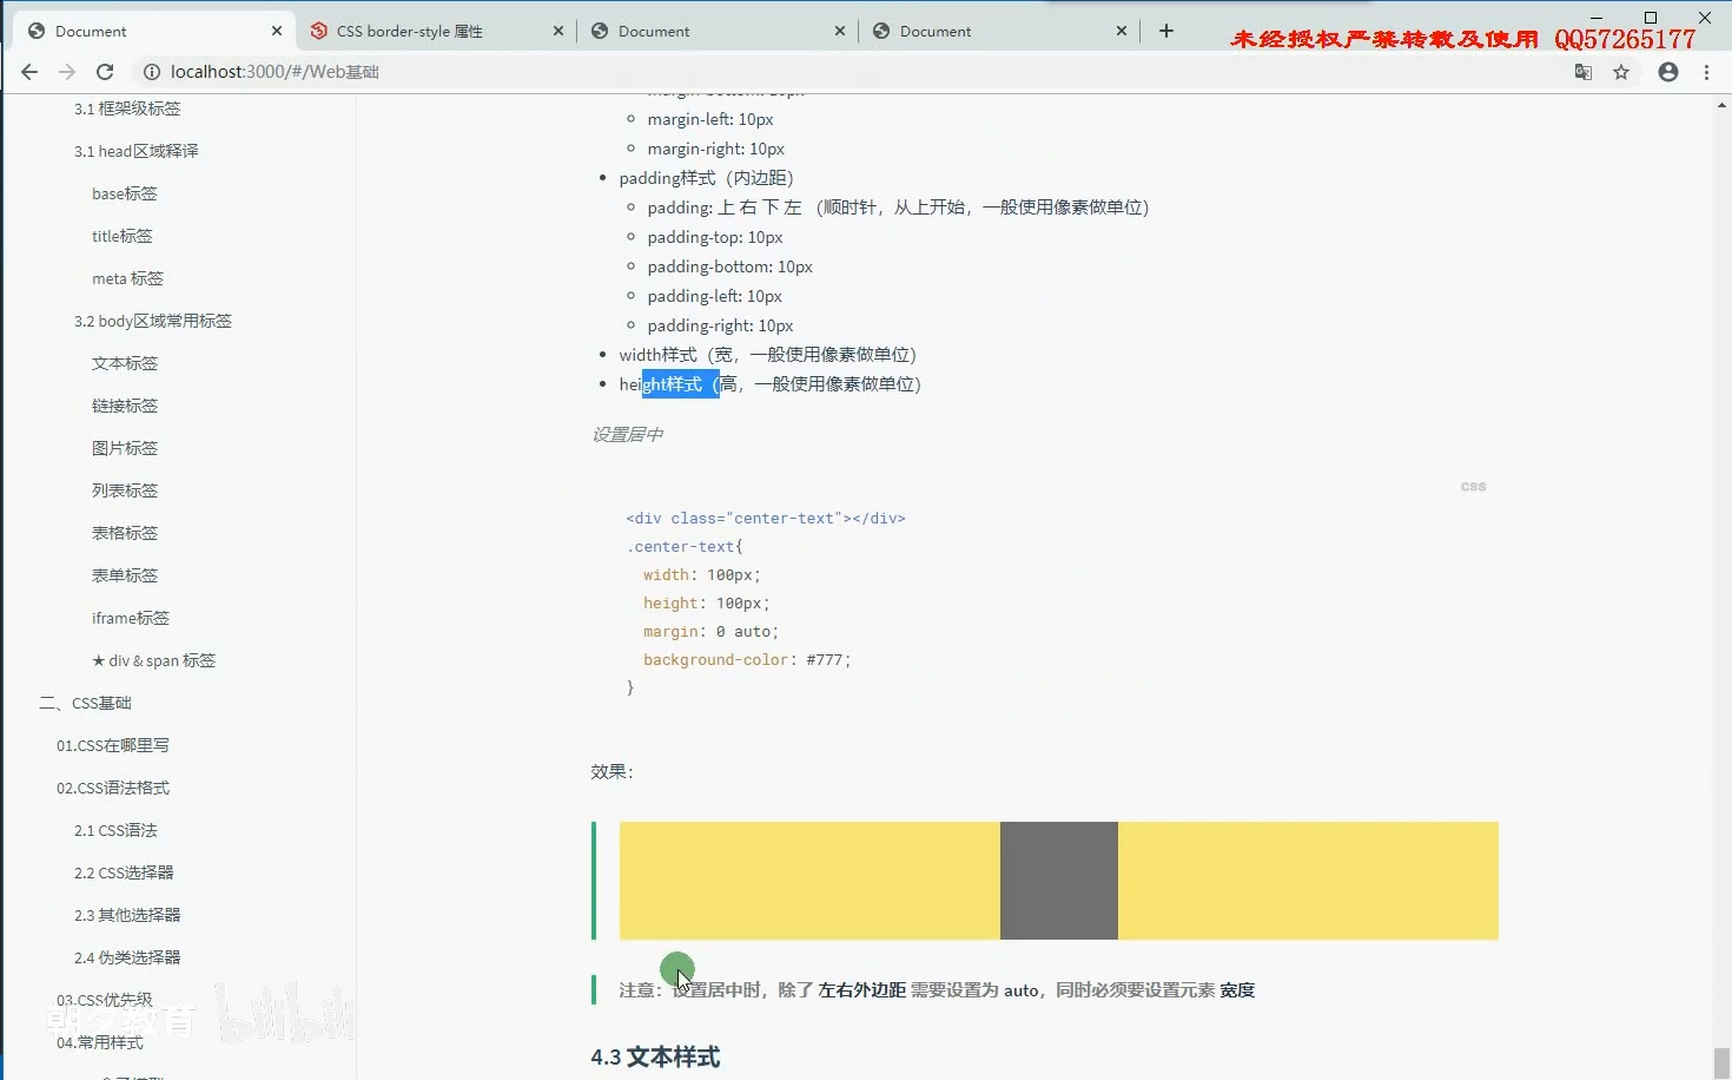 Document
CSS border-style 属性
Document
Document
未经授权严禁转载及使用 QQ57265177
localhost:3000/#/Web基础
3.1 框架级标签
3.1 head区域释译
base标签
title标签
meta 标签
3.2 body区域常用标签
文本标签
链接标签
图片标签
列表标签
表格标签
表单标签
iframe标签
★ div & span 标签
二、CSS基础
01.CSS在哪里写
02.CSS语法格式
2.1 CSS语法
2.2 CSS选择器
2.3 其他选择器
2.4 伪类选择器
03.CSS优先级
朝夕教育 bilibili
04.常用样式
margin-left: 10px
margin-right: 10px
padding样式（内边距）
padding: 上 右 下 左 （顺时针，从上开始，一般使用像素做单位）
padding-top: 10px
padding-bottom: 10px
padding-left: 10px
padding-right: 10px
width样式（宽，一般使用像素做单位）
height样式（高，一般使用像素做单位）
设置居中
css
<div class="center-text"></div>
.center-text{
width: 100px;
height: 100px;
margin: 0 auto;
background-color: #777;
}
效果：
注意：设置居中时，除了 左右外边距 需要设置为 auto，同时必须要设置元素 宽度
4.3 文本样式